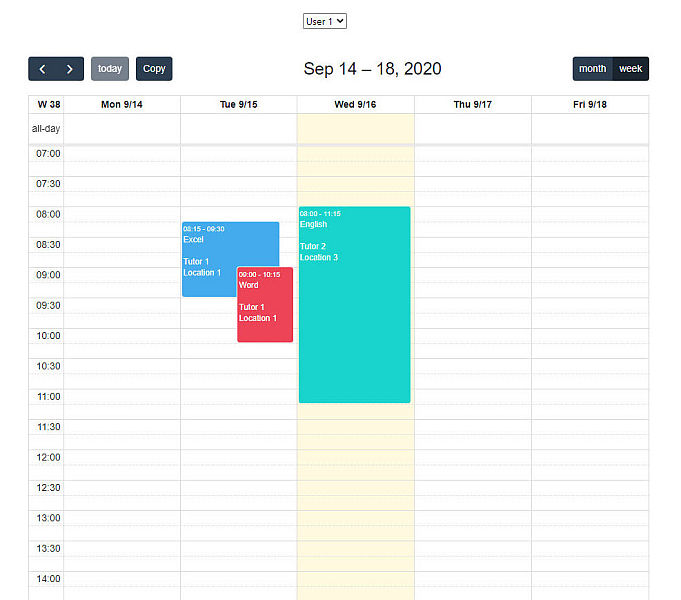 User 1
today
Copy
Sep 14 – 18, 2020
month
week
W 38
Mon 9/14
Tue 9/15
Wed 9/16
Thu 9/17
Fri 9/18
all-day
07:00
07:30
08:00
08:00 - 11:15
English
Tutor 2
Location 3
08:15 - 09:30
Excel
Tutor 1
Location 1
08:30
09:00
09:00 - 10:15
Word
Tutor 1
Location 1
09:30
10:00
10:30
11:00
11:30
12:00
12:30
13:00
13:30
14:00